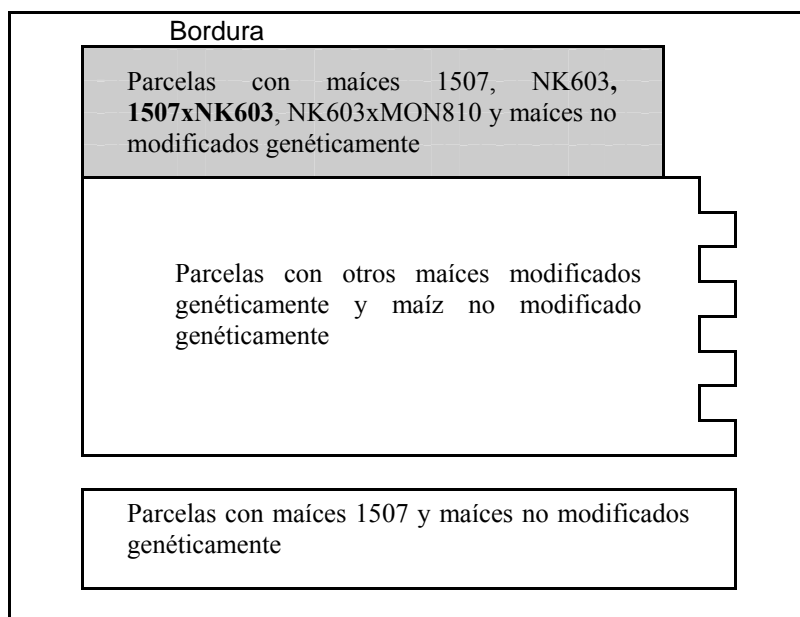 Bordura
Parcelas con maíces 1507, NK603,
1507xNK603, NK603xMON810 y maíces no
modificados genéticamente
Parcelas con otros maíces modificados
genéticamente y maíz no modificado
genéticamente
Parcelas con maíces 1507 y maíces no modificados
genéticamente